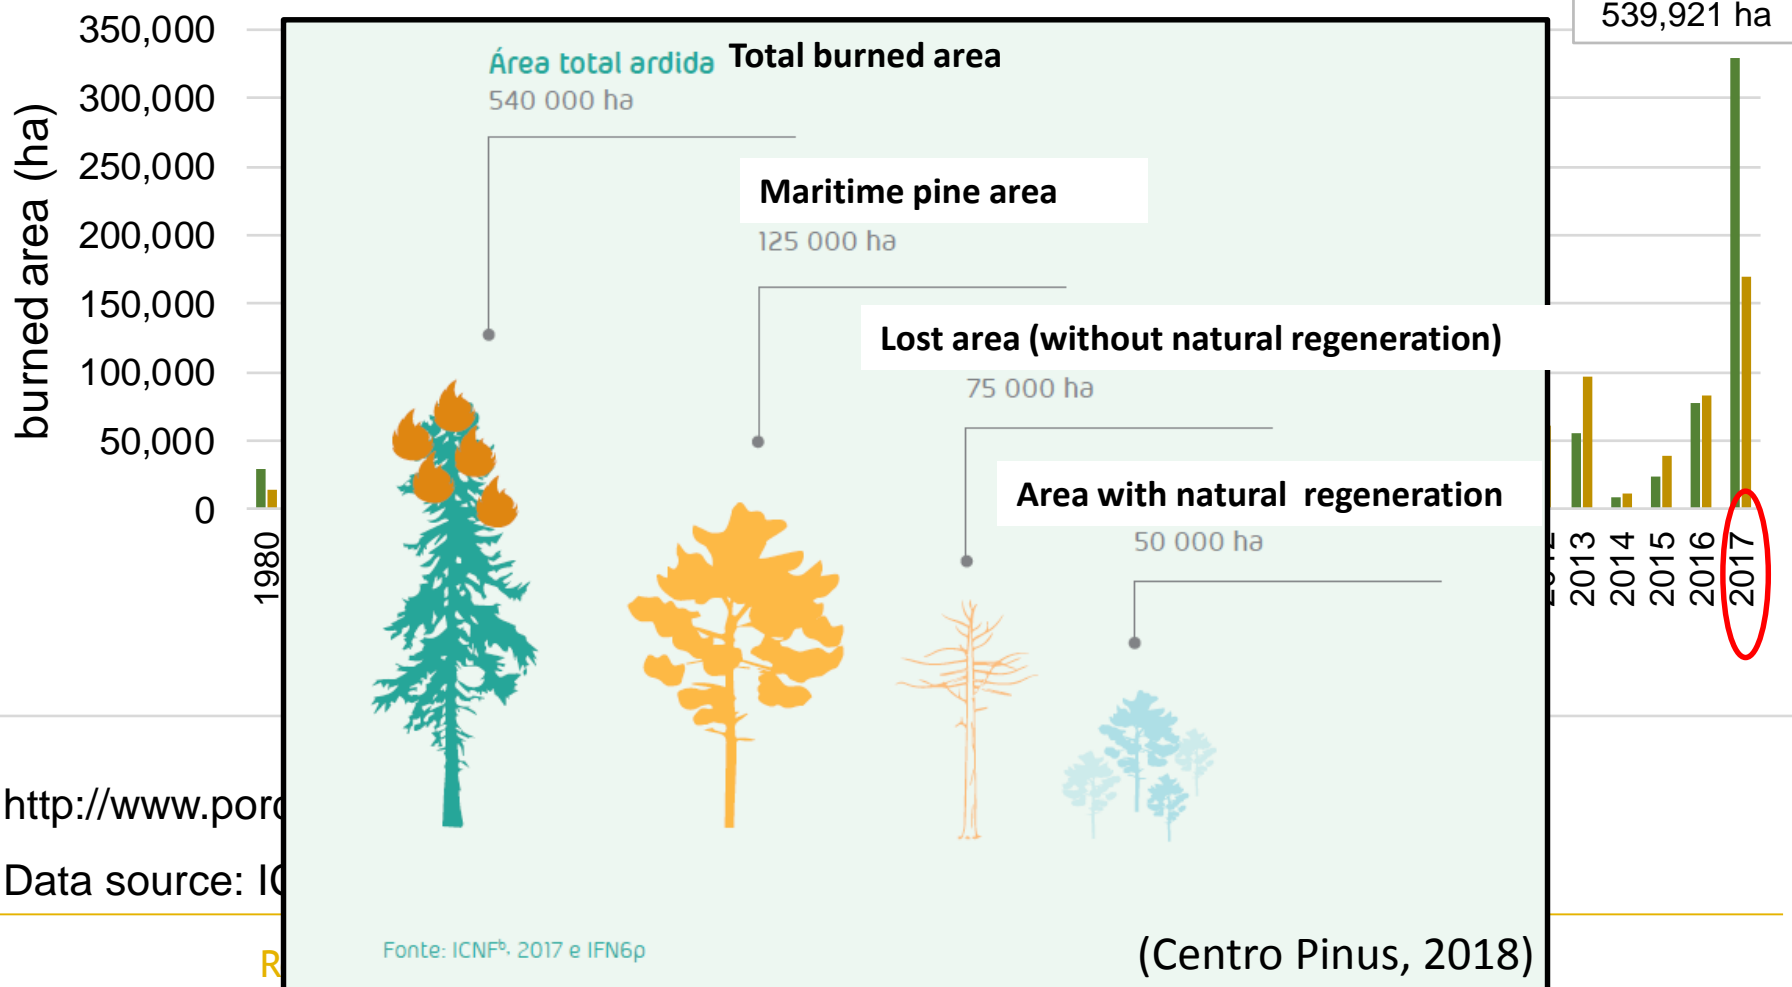 539,921 ha
350,000
300,000
250,000
200,000
150,000
100,000
50,000
0
burned area (ha)
1980
2013
2014
2015
2016
2017
Área total ardida Total burned area
540 000 ha
Maritime pine area
125 000 ha
Lost area (without natural regeneration)
75 000 ha
Area with natural regeneration
50 000 ha
http://www.pord
Data source: IC
Fonte: ICNFᵇ, 2017 e IFN6p
(Centro Pinus, 2018)
R